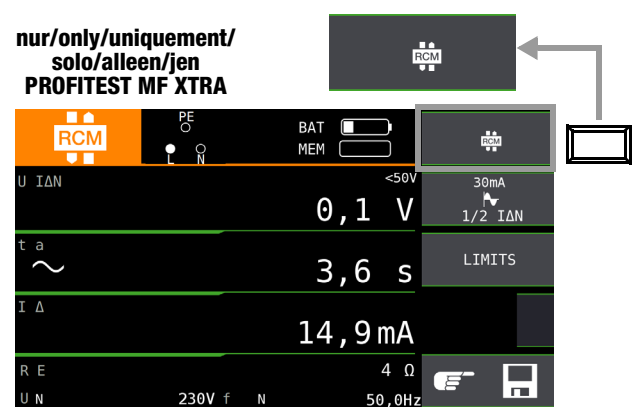 nur/only/uniquement/
solo/alleen/jen
PROFITEST MF XTRA
RCM
RCM
PE
L N
BAT
MEM
RCM
U IΔN
<50V
0,1 V
30mA
1/2 IΔN
t a
3,6 s
LIMITS
I Δ
14,9mA
R E
4 Ω
U N 230V f N 50,0Hz